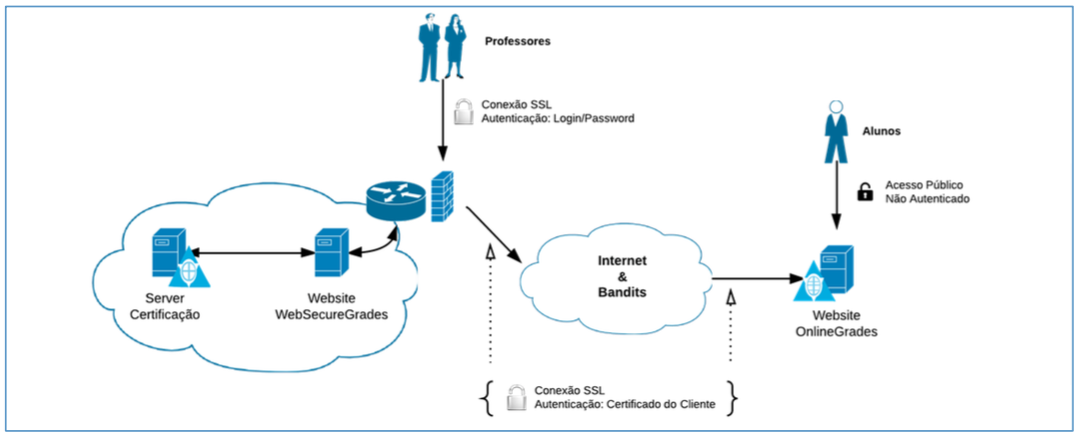 Professores
Conexão SSL
Autenticação: Login/Password
Alunos
Acesso Público
Não Autenticado
Server
Certificação
Website
WebSecureGrades
Internet
&
Bandits
Website
OnlineGrades
{ Conexão SSL
Autenticação: Certificado do Cliente }